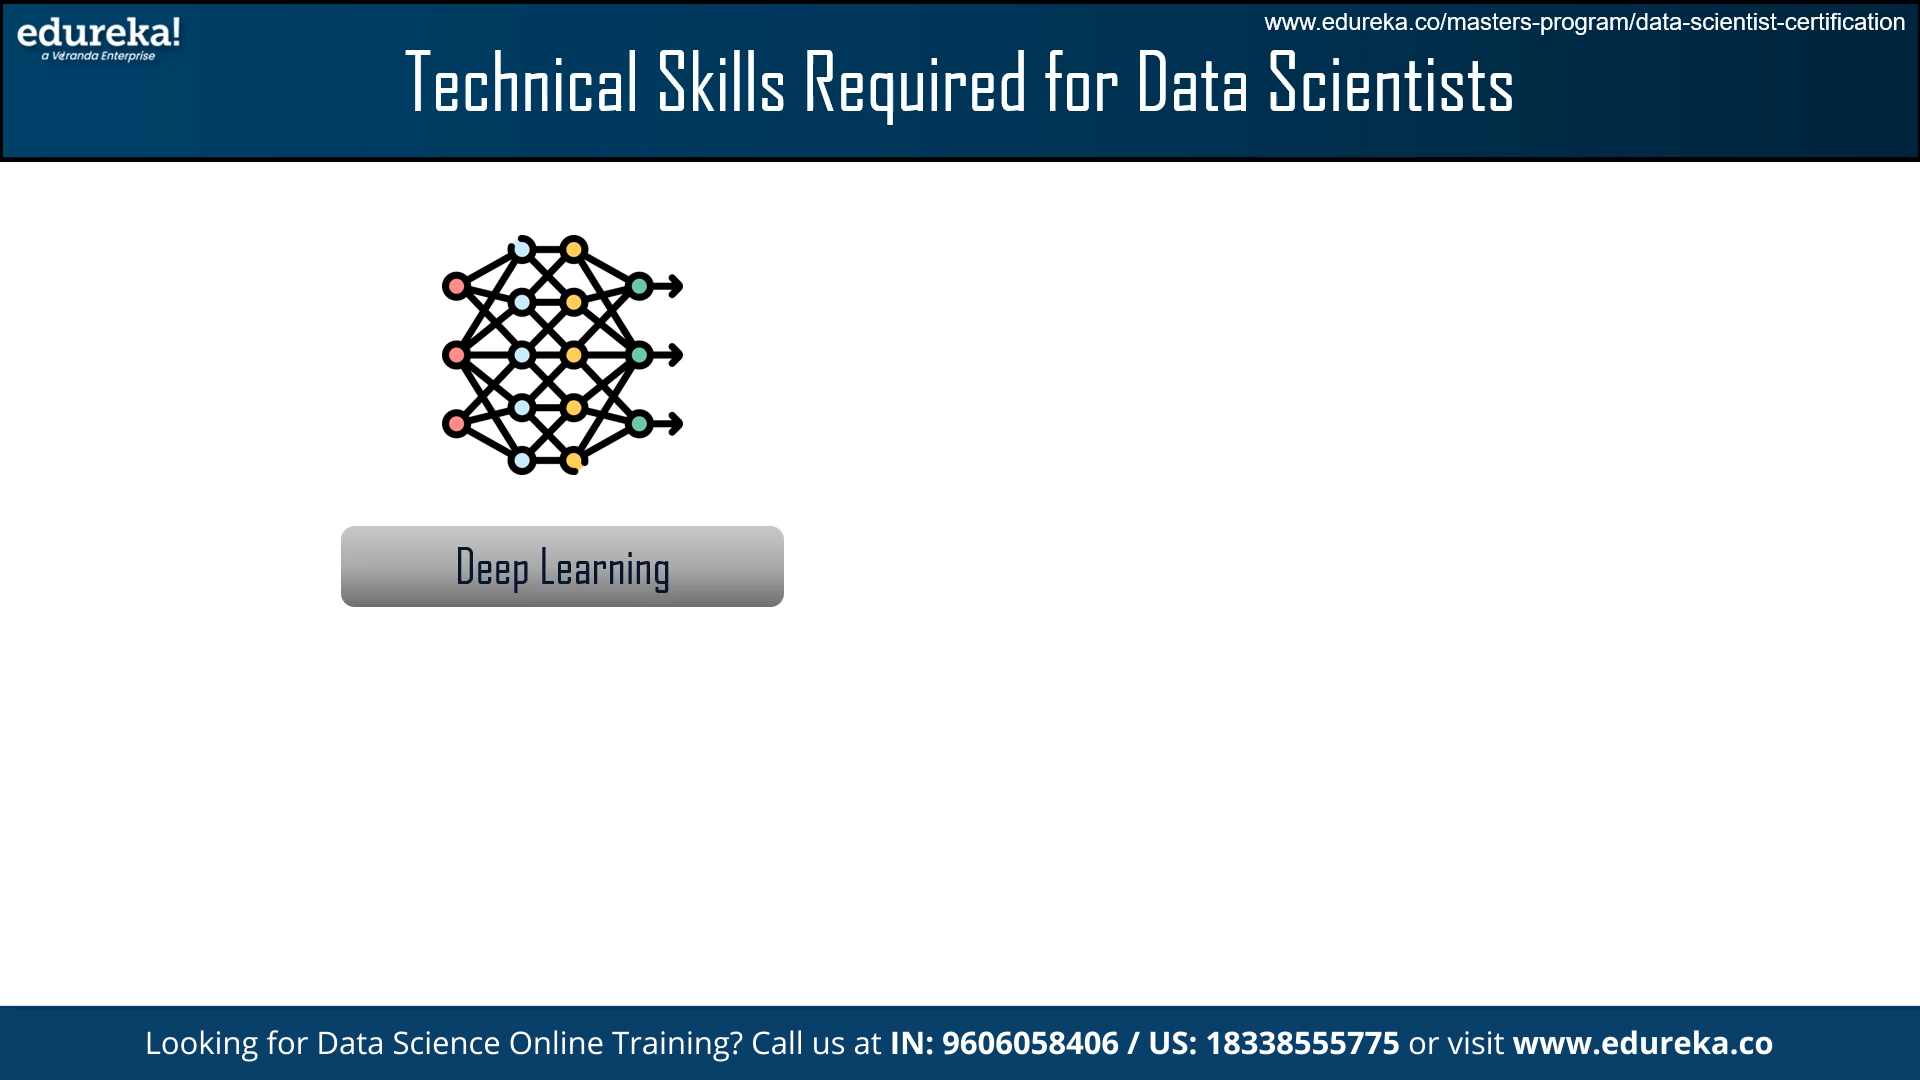 edureka!
a Veranda Enterprise
www.edureka.co/masters-program/data-scientist-certification
Technical Skills Required for Data Scientists
Deep Learning
Looking for Data Science Online Training? Call us at IN: 9606058406 / US: 18338555775 or visit www.edureka.co